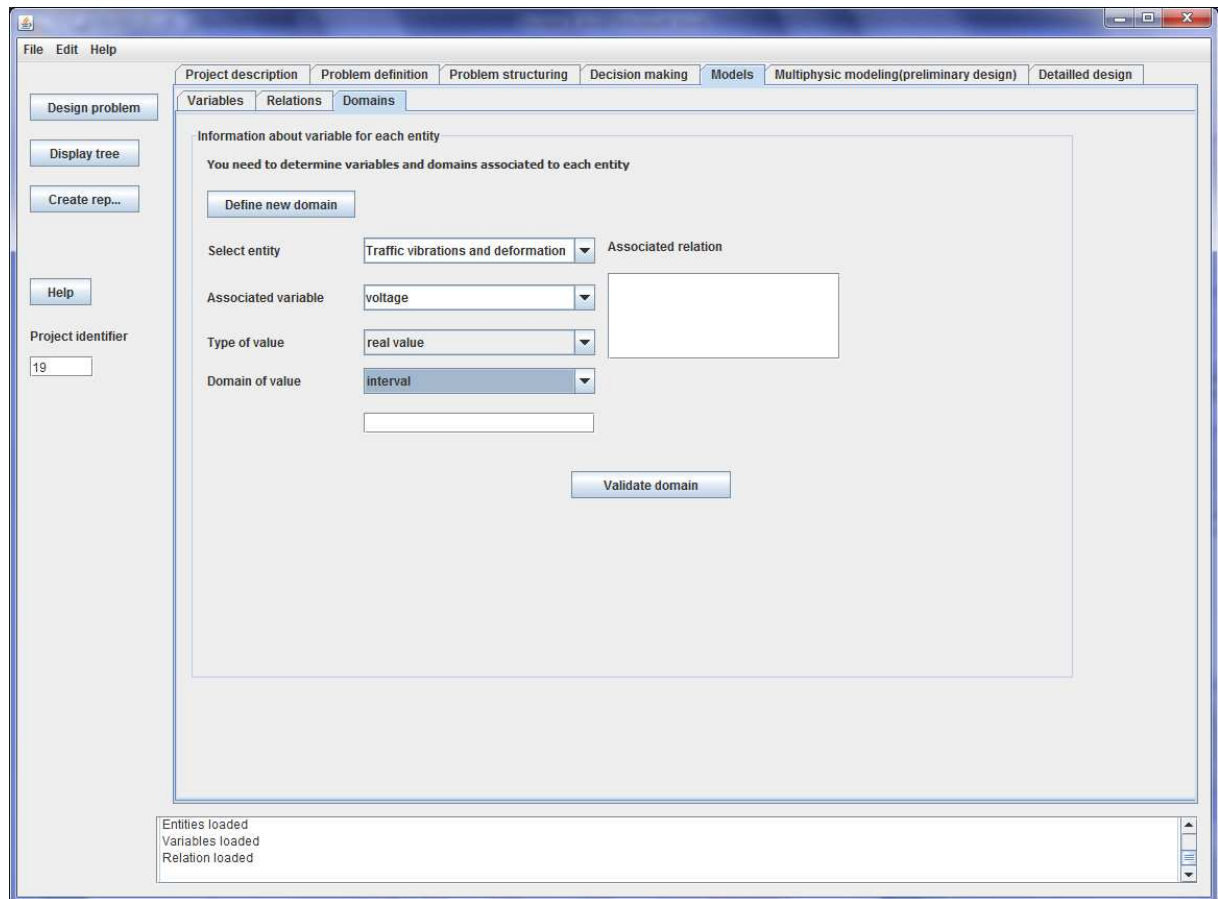 File Edit Help
Project description Problem definition Problem structuring Decision making Models Multiphysic modeling(preliminary design) Detailled design
Design problem
Variables Relations Domains
Information about variable for each entity
Display tree
You need to determine variables and domains associated to each entity
Create rep...
Define new domain
Select entity Traffic vibrations and deformation Associated relation
Help
Associated variable voltage
Project identifier
Type of value real value
19
Domain of value interval
Validate domain
Entities loaded
Variables loaded
Relation loaded